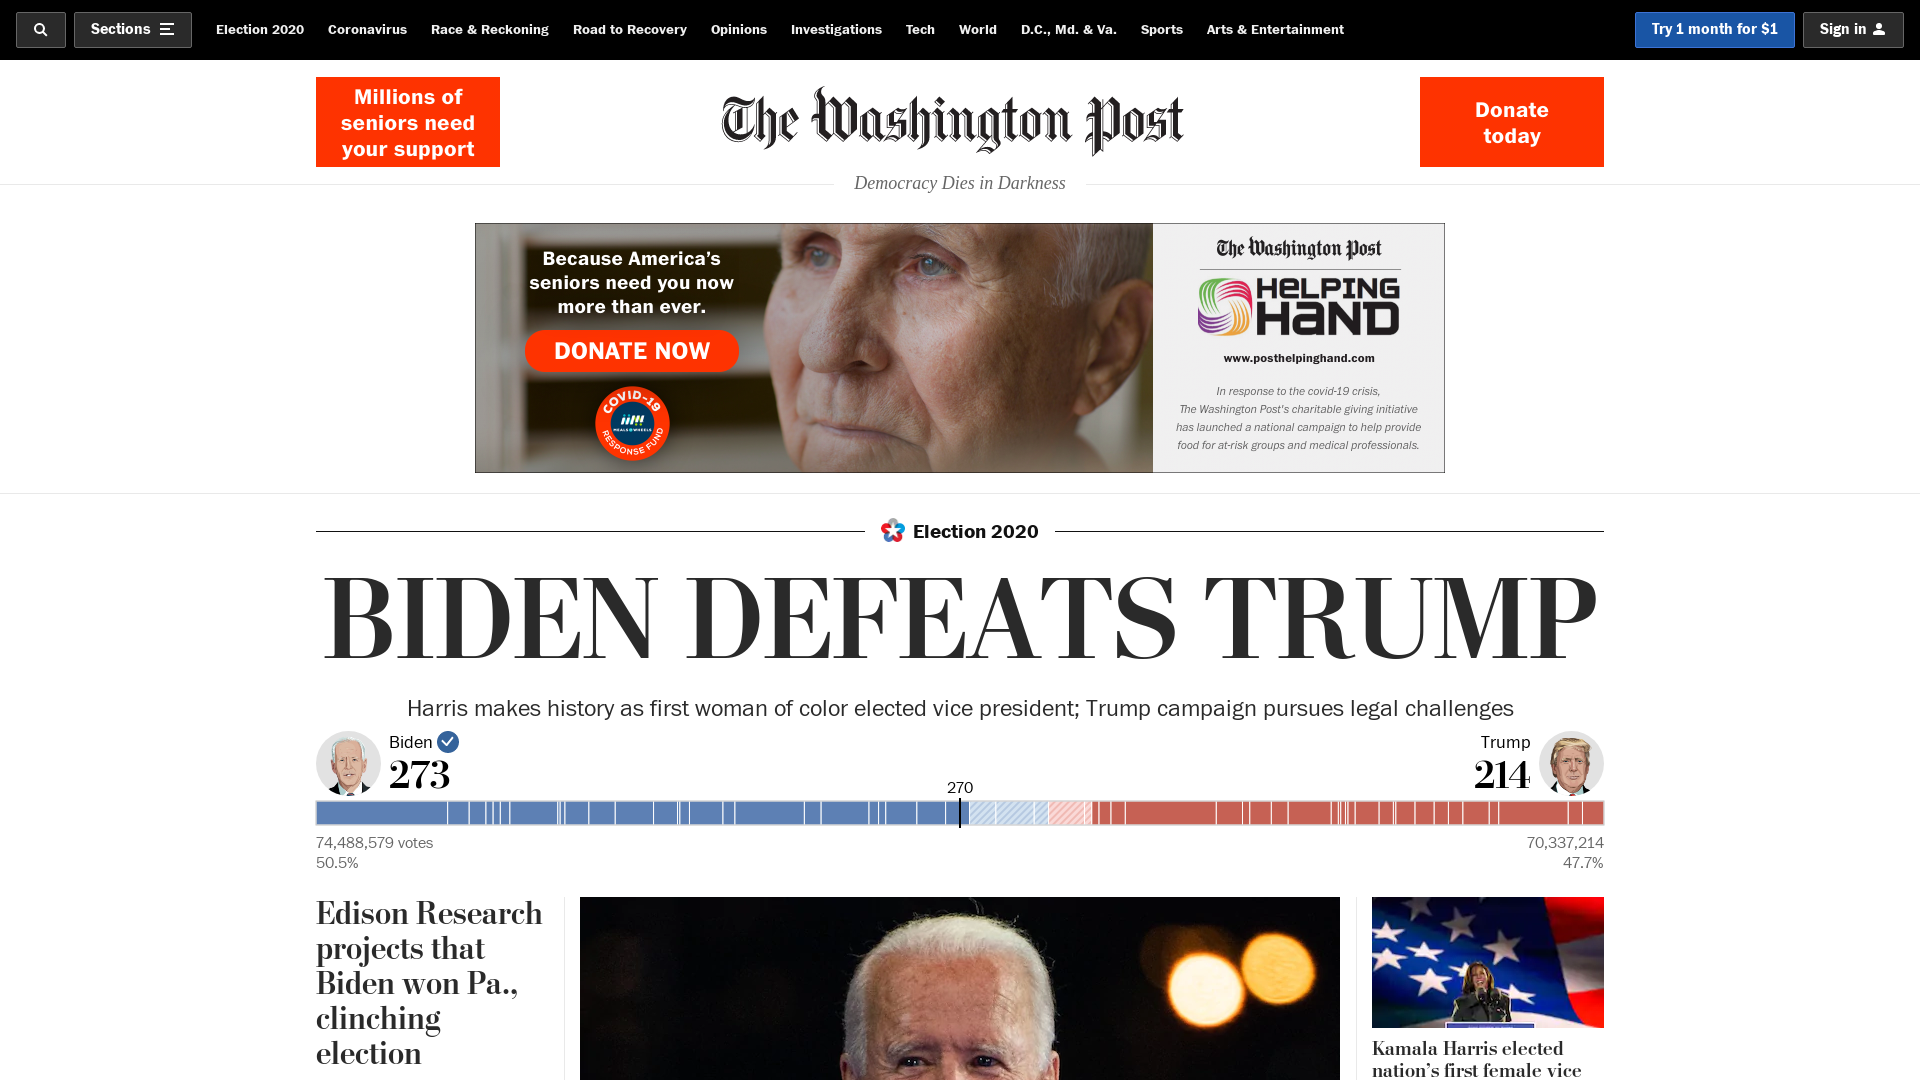 Sections
Election 2020
Coronavirus
Race & Reckoning
Road to Recovery
Opinions
Investigations
Tech
World
D.C., Md. & Va.
Sports
Arts & Entertainment
Try 1 month for $1
Sign in
Millions of
seniors need
your support
The Washington Post
Donate
today
Democracy Dies in Darkness
Because America's
seniors need you now
more than ever.
DONATE NOW
COVID-19
MEALS ON WHEELS
RESPONSE FUND
The Washington Post
HELPING
HAND
www.posthelpinghand.com
In response to the covid-19 crisis,
The Washington Post's charitable giving initiative
has launched a national campaign to help provide
food for at-risk groups and medical professionals.
Election 2020
BIDEN DEFEATS TRUMP
Harris makes history as first woman of color elected vice president; Trump campaign pursues legal challenges
Biden
273
Trump
214
270
74,488,579 votes
50.5%
70,337,214
47.7%
Edison Research
projects that
Biden won Pa.,
clinching
election
Kamala Harris elected
nation's first female vice